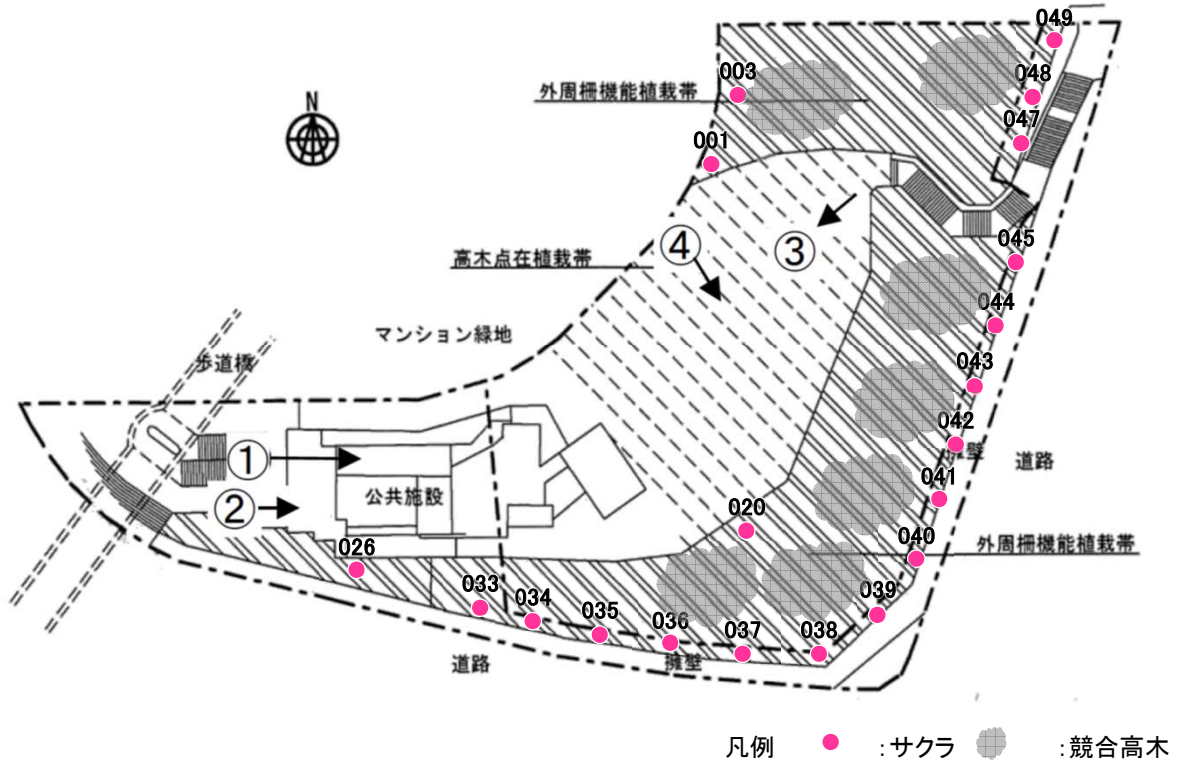 049
048
003
047
外周柵機能植栽帯
N
001
④
③
045
高木点在植栽帯
044
マンション緑地
歩道橋
043
042
擁壁
道路
①
041
公共施設
②
020
040
外周柵機能植栽帯
026
039
033
034
035
036
037
038
擁壁
道路
凡例
:サクラ
:競合高木